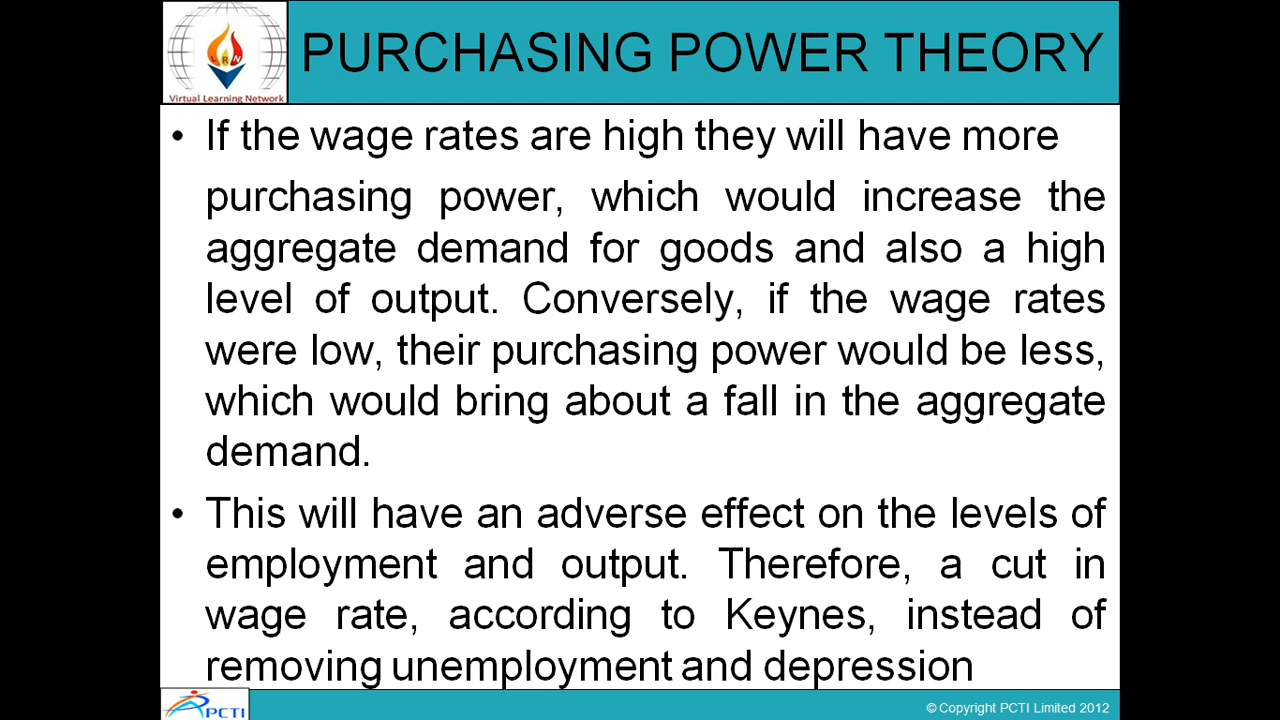 PURCHASING POWER THEORY
Virtual Learning Network
• If the wage rates are high they will have more
purchasing power, which would increase the
aggregate demand for goods and also a high
level of output. Conversely, if the wage rates
were low, their purchasing power would be less,
which would bring about a fall in the aggregate
demand.
• This will have an adverse effect on the levels of
employment and output. Therefore, a cut in
wage rate, according to Keynes, instead of
removing unemployment and depression
PCTI
© Copyright PCTI Limited 2012